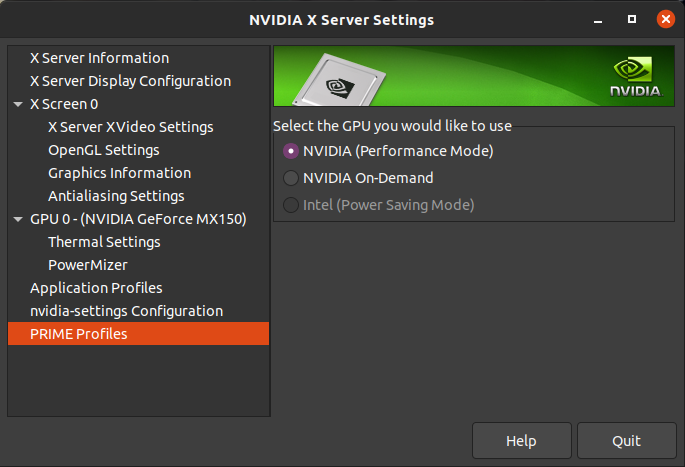 NVIDIA X Server Settings
X Server Information
X Server Display Configuration
X Screen 0
X Server XVideo Settings
OpenGL Settings
Graphics Information
Antialiasing Settings
GPU 0 - (NVIDIA GeForce MX150)
Thermal Settings
PowerMizer
Application Profiles
nvidia-settings Configuration
PRIME Profiles
NVIDIA
Select the GPU you would like to use
NVIDIA (Performance Mode)
NVIDIA On-Demand
Intel (Power Saving Mode)
Help
Quit